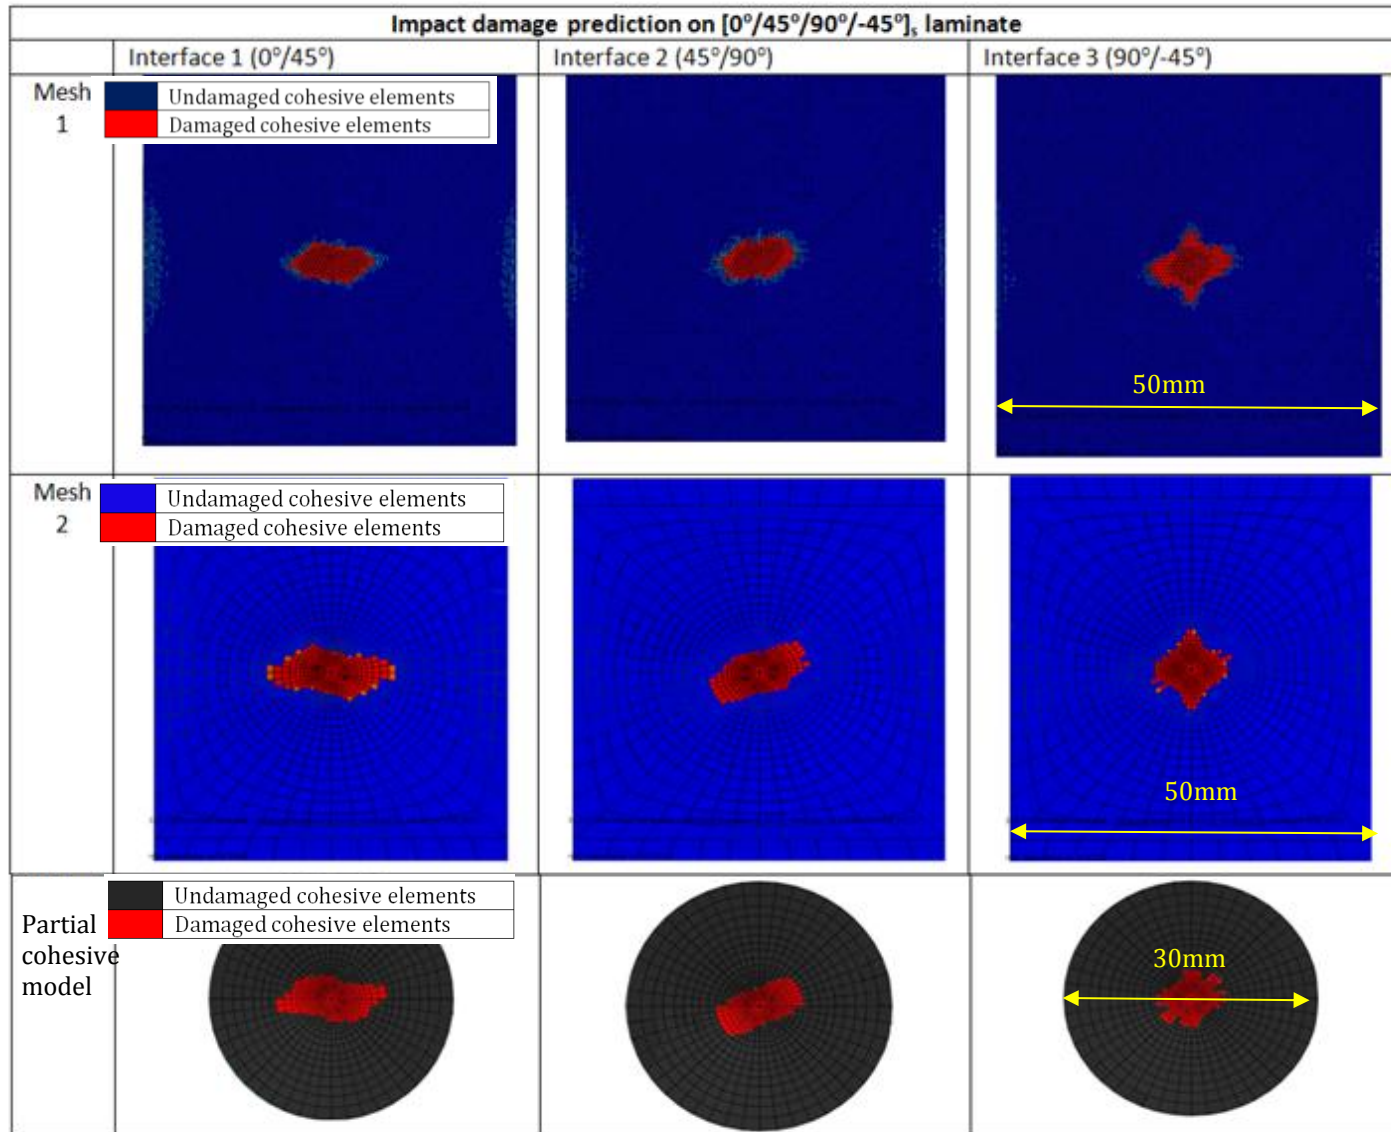 Impact damage prediction on [0°/45°/90°/-45°]s laminate
Interface 1 (0°/45°)
Interface 2 (45°/90°)
Interface 3 (90°/-45°)
Mesh
1
Undamaged cohesive elements
Damaged cohesive elements
50mm
Mesh
2
Undamaged cohesive elements
Damaged cohesive elements
50mm
Partial
cohesive
model
Undamaged cohesive elements
Damaged cohesive elements
30mm